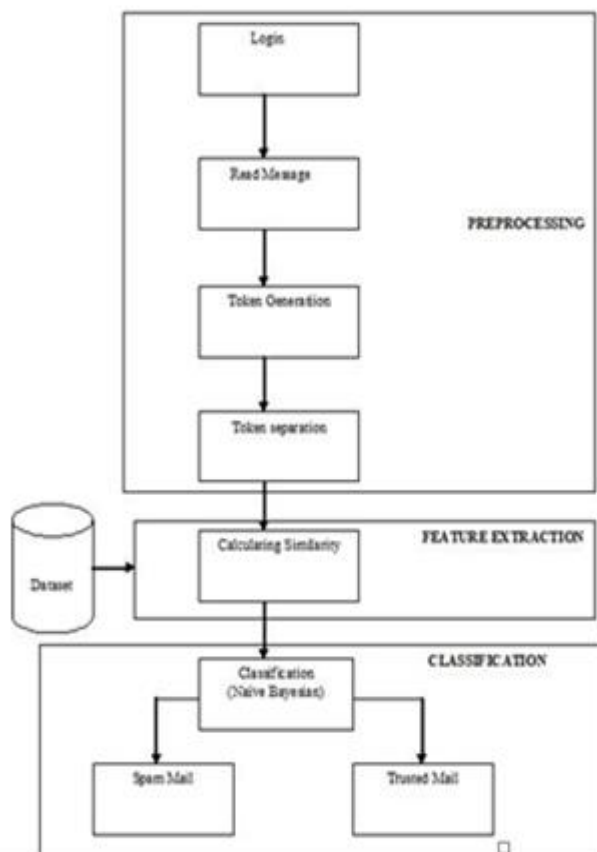 Login
Read Message
PREPROCESSING
Token Generation
Token separation
FEATURE EXTRACTION
Calculating Similarity
Dataset
CLASSIFICATION
Classification
(Naive Bayesian)
Spam Mail
Trusted Mail